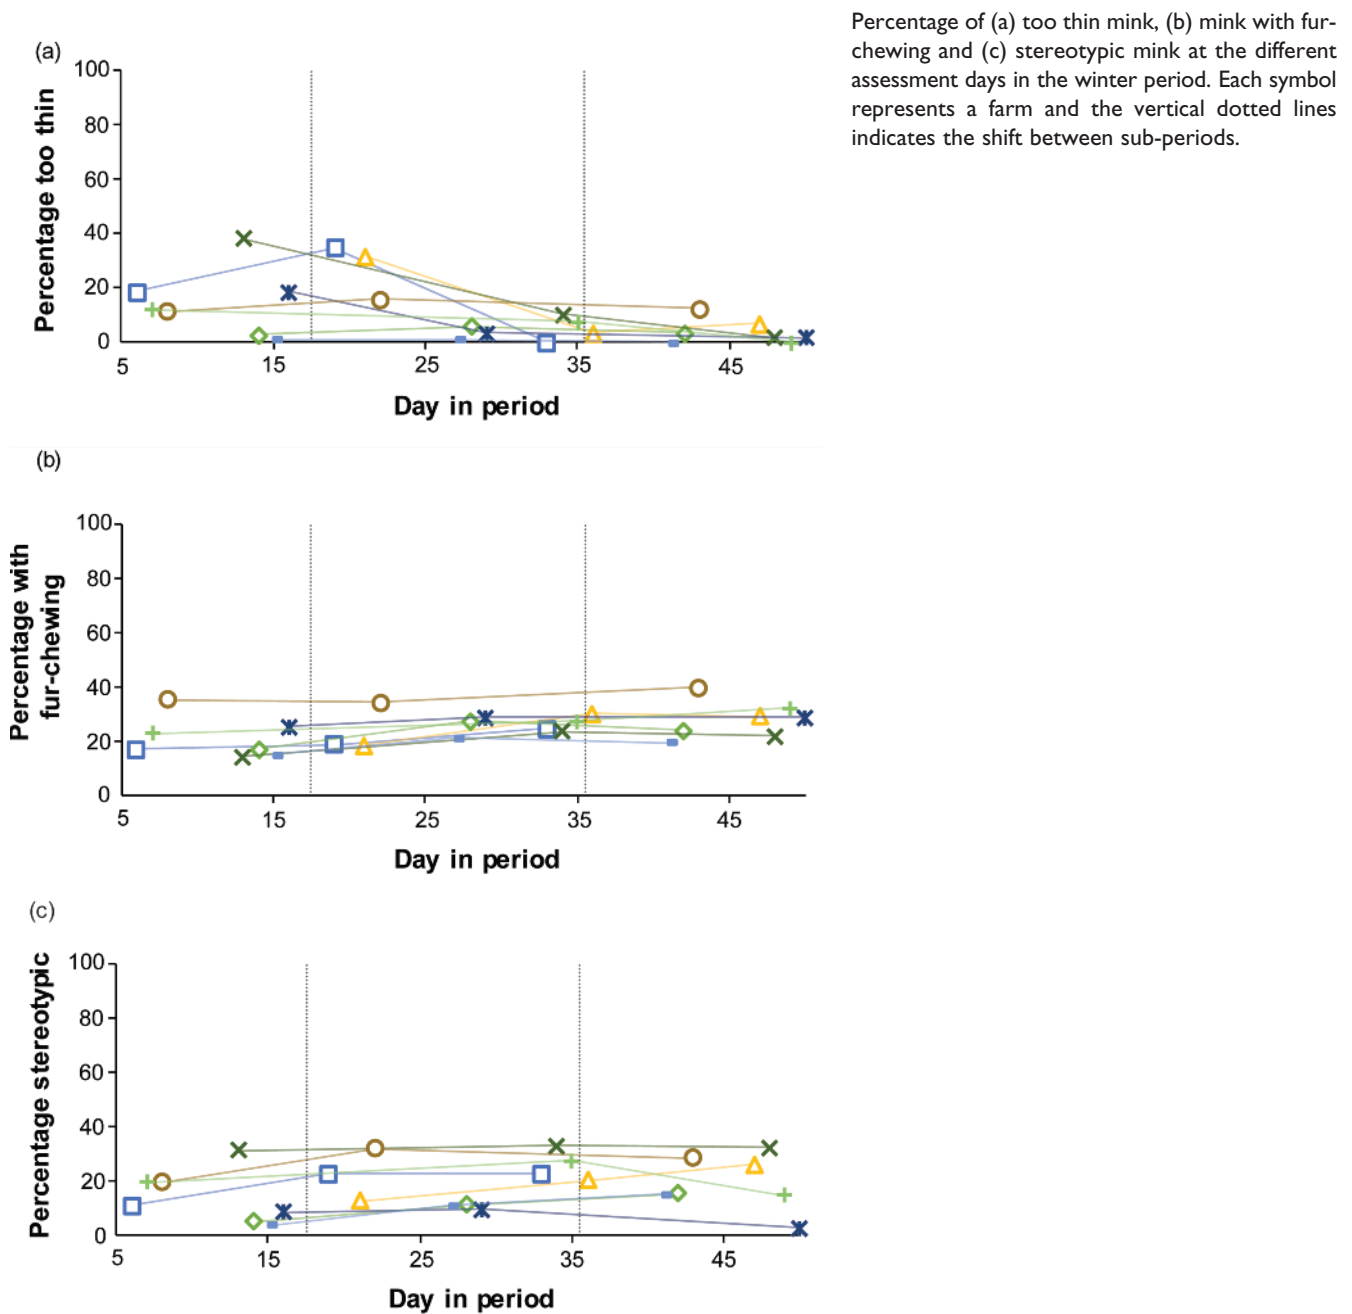 Percentage of (a) too thin mink, (b) mink with fur-
chewing and (c) stereotypic mink at the different
assessment days in the winter period. Each symbol
represents a farm and the vertical dotted lines
indicates the shift between sub-periods.
(a)
Percentage too thin
100
80
60
40
20
0
5 15 25 35 45
Day in period
(b)
Percentage with
fur-chewing
100
80
60
40
20
0
5 15 25 35 45
Day in period
(c)
Percentage stereotypic
100
80
60
40
20
0
5 15 25 35 45
Day in period